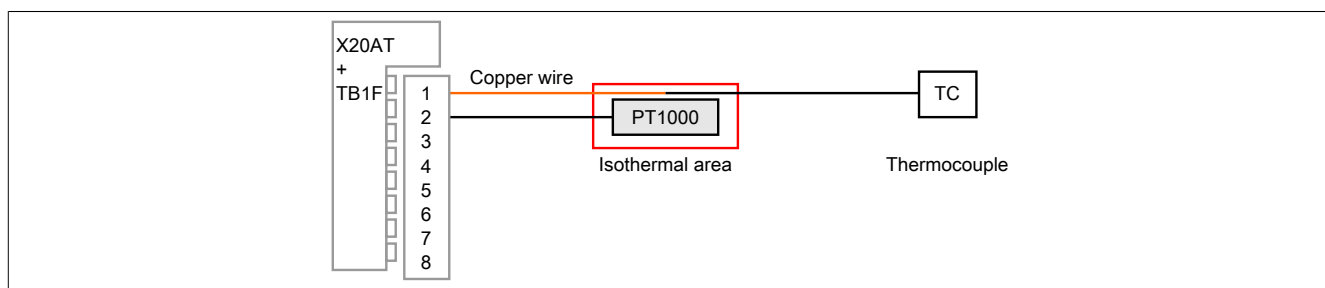 X20AT
+
TB1F
1
2
3
4
5
6
7
8
Copper wire
PT1000
Isothermal area
TC
Thermocouple